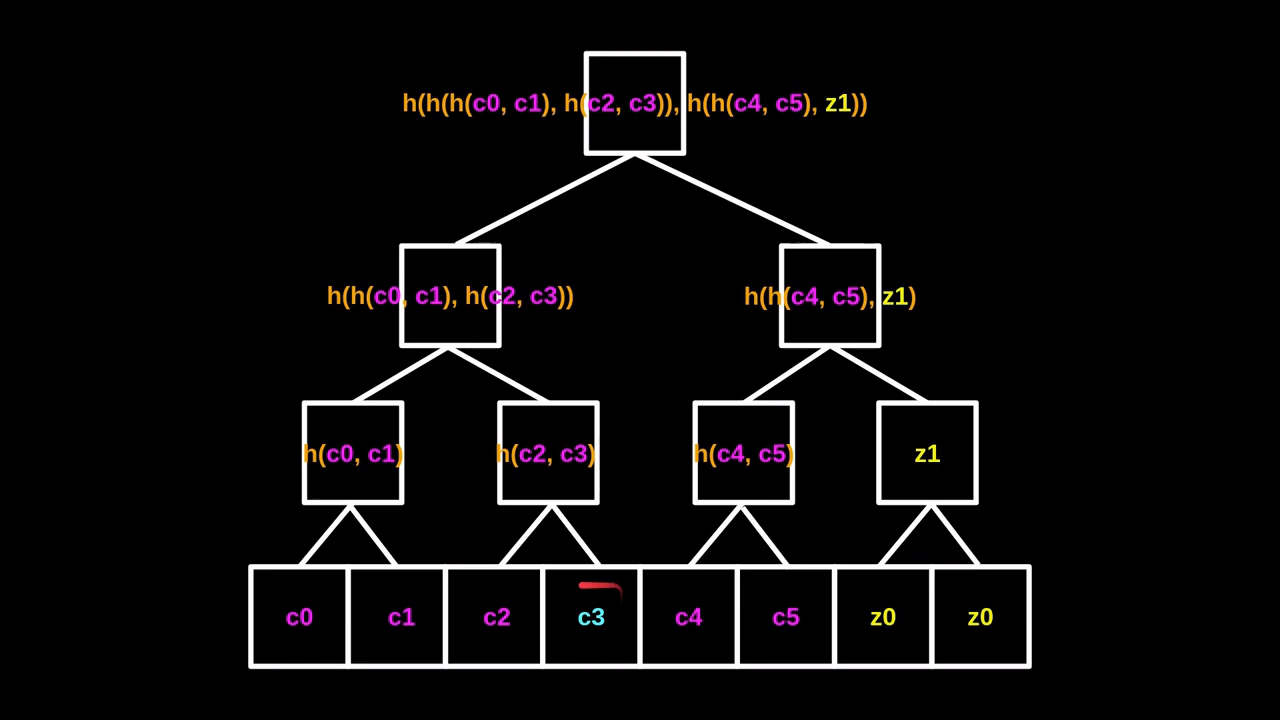 h(h(h(c0, c1), h(c2, c3)), h(h(c4, c5), z1))
h(h(c0, c1), h(c2, c3))
h(h(c4, c5), z1)
h(c0, c1)
h(c2, c3)
h(c4, c5)
z1
c0
c1
c2
c3
c4
c5
z0
z0